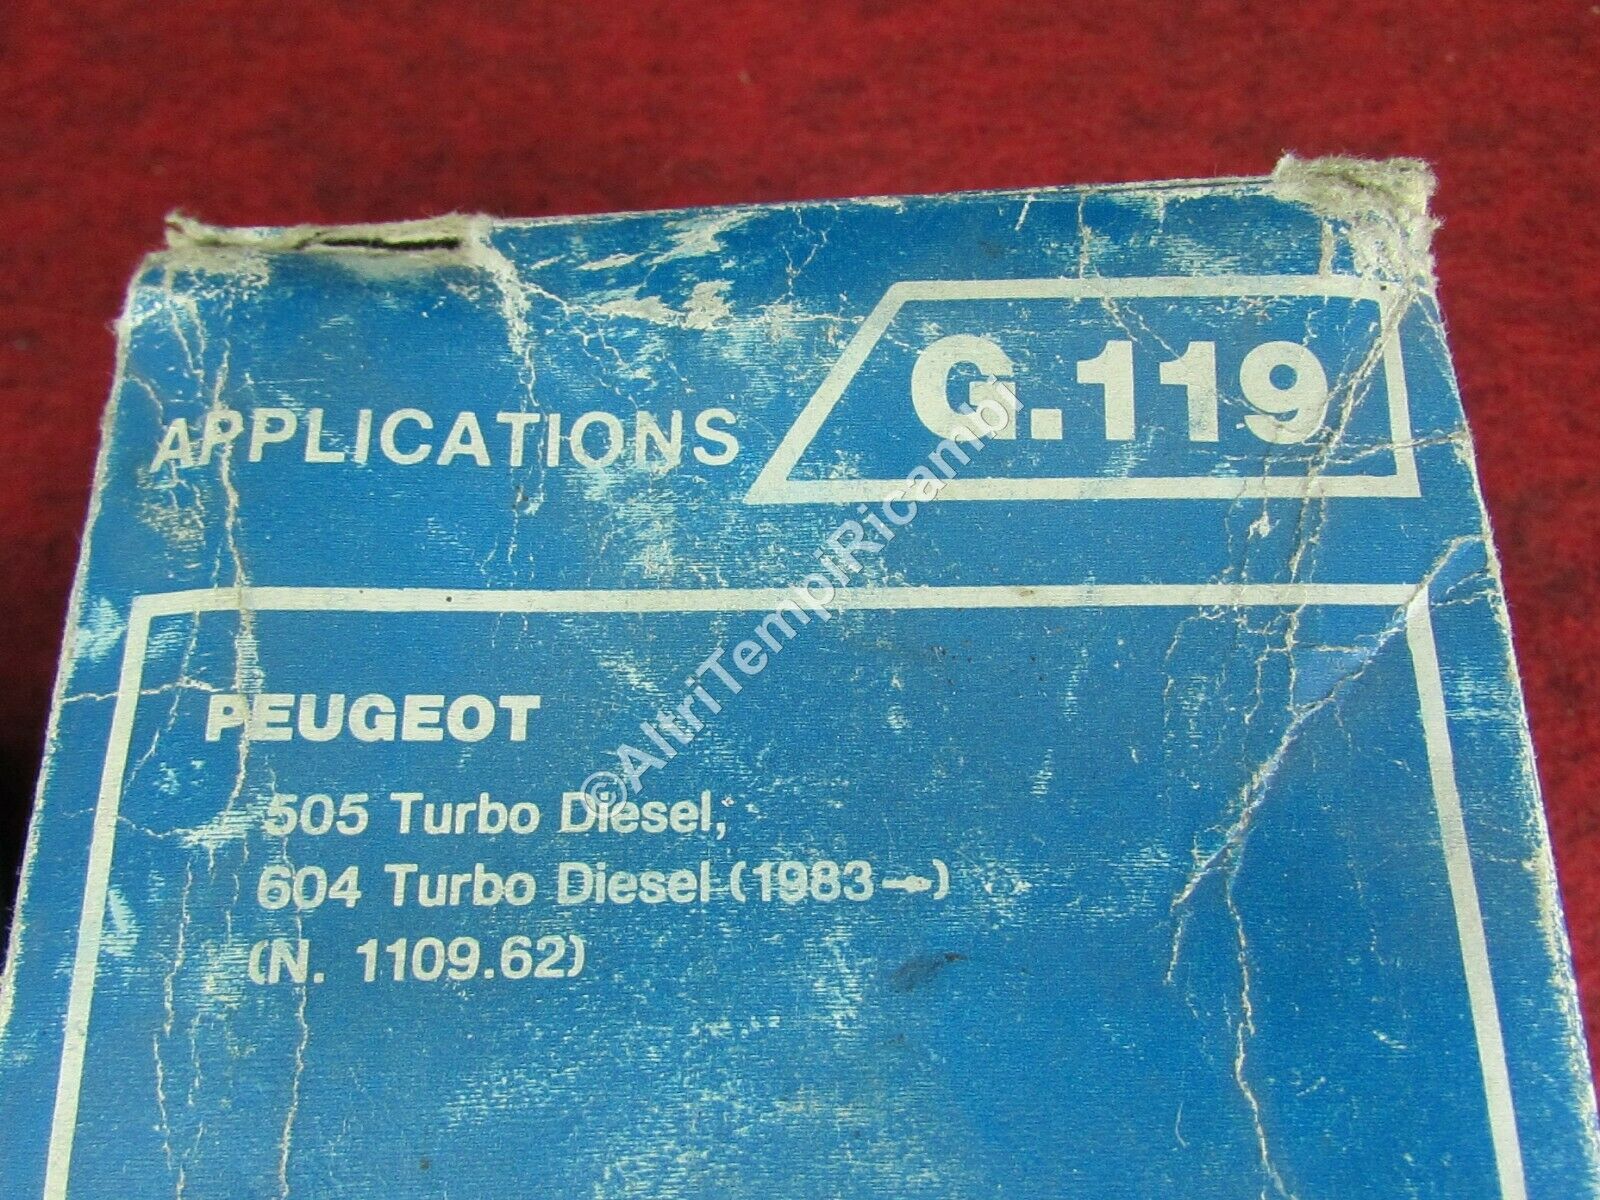 APPLICATIONS G.119
PEUGEOT
505 Turbo Diesel,
604 Turbo Diesel (1983→)
(N. 1109.62)
©AltriTempiRicambi